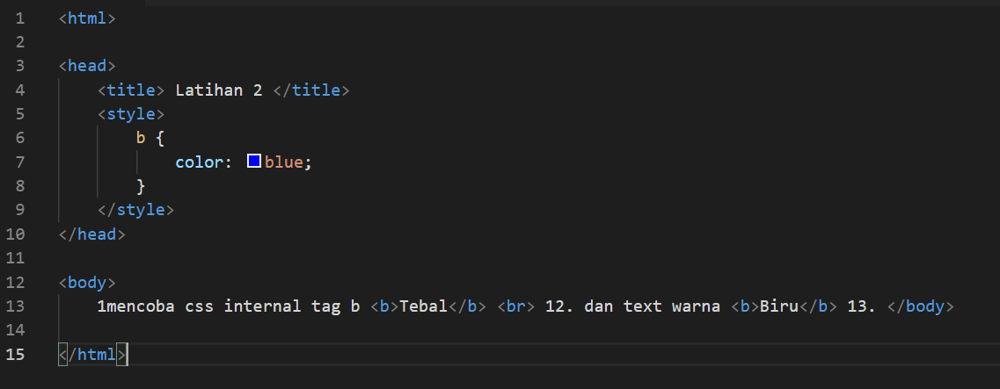 1 <html>
2
3 <head>
4 <title> Latihan 2 </title>
5 <style>
6 b {
7 color: blue;
8 }
9 </style>
10 </head>
11
12 <body>
13 1mencoba css internal tag b <b>Tebal</b> <br> 12. dan text warna <b>Biru</b> 13. </body>
14
15 </html>